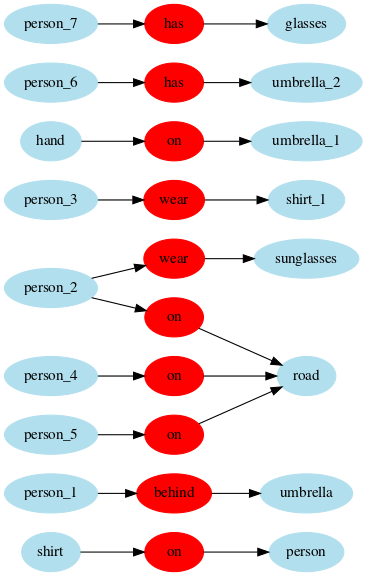 person_7 has glasses
person_6 has umbrella_2
hand on umbrella_1
person_3 wear shirt_1
wear sunglasses
person_2
on
person_4 on road
person_5 on
person_1 behind umbrella
shirt on person